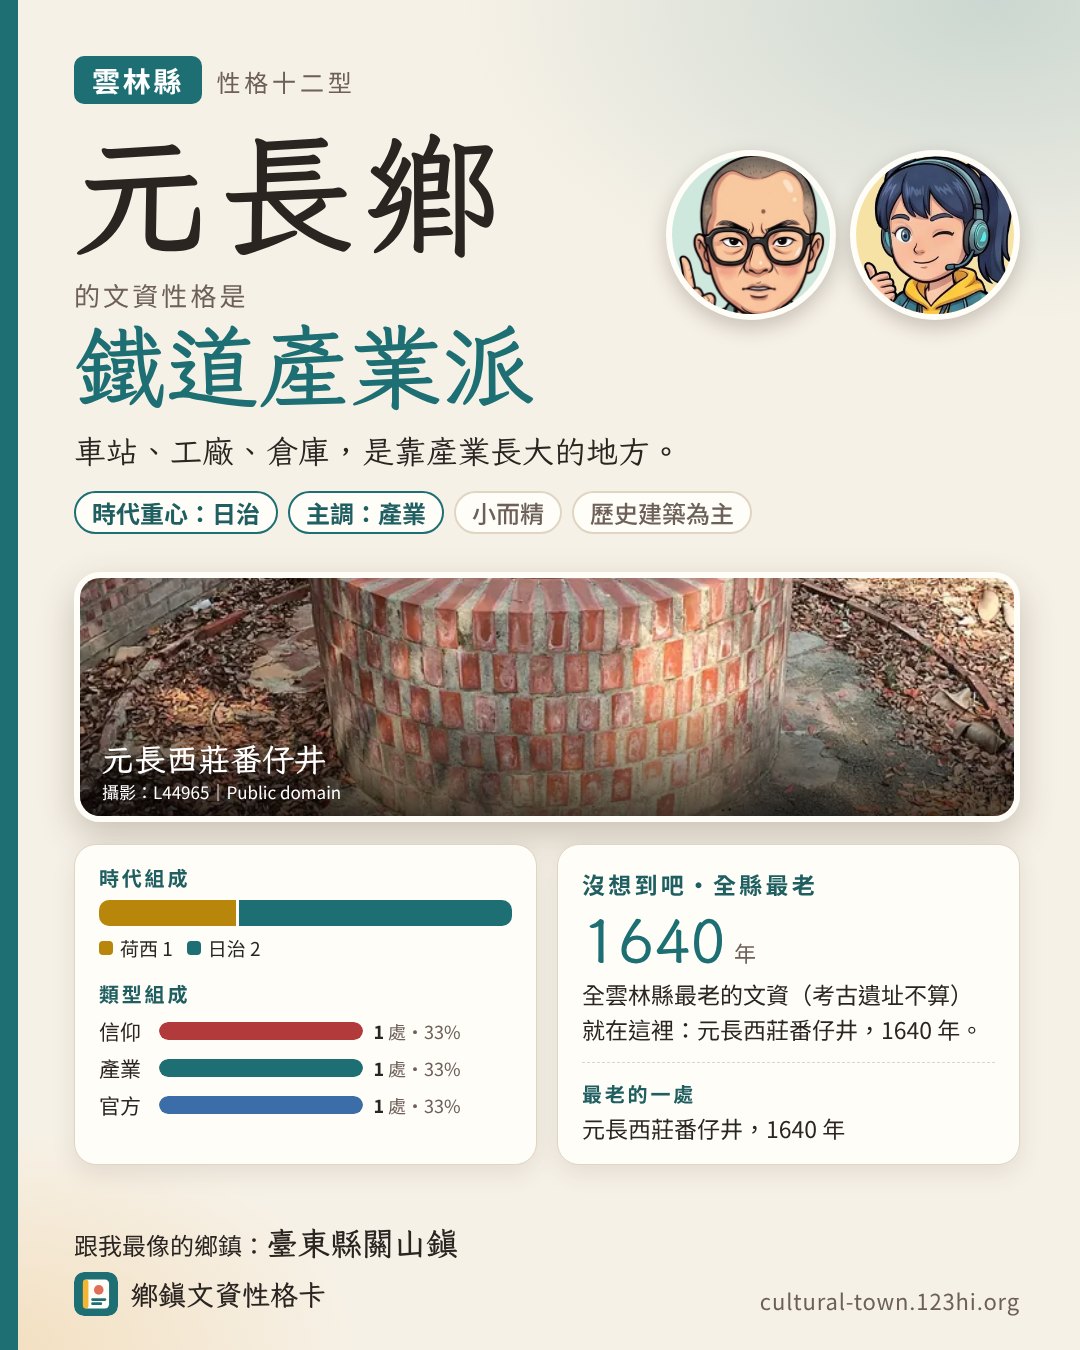 雲林縣 性格十二型
元長鄉
的文資性格是
鐵道產業派
車站、工廠、倉庫，是靠產業長大的地方。
時代重心：日治 主調：產業 小而精 歷史建築為主
元長西莊番仔井
攝影：L44965｜Public domain
時代組成
荷西 1 日治 2
類型組成
信仰 1 處・33%
產業 1 處・33%
官方 1 處・33%
沒想到吧・全縣最老
1640 年
全雲林縣最老的文資（考古遺址不算）
就在這裡：元長西莊番仔井，1640 年。
最老的一處
元長西莊番仔井，1640 年
跟我最像的鄉鎮：臺東縣關山鎮
鄉鎮文資性格卡
cultural-town.123hi.org